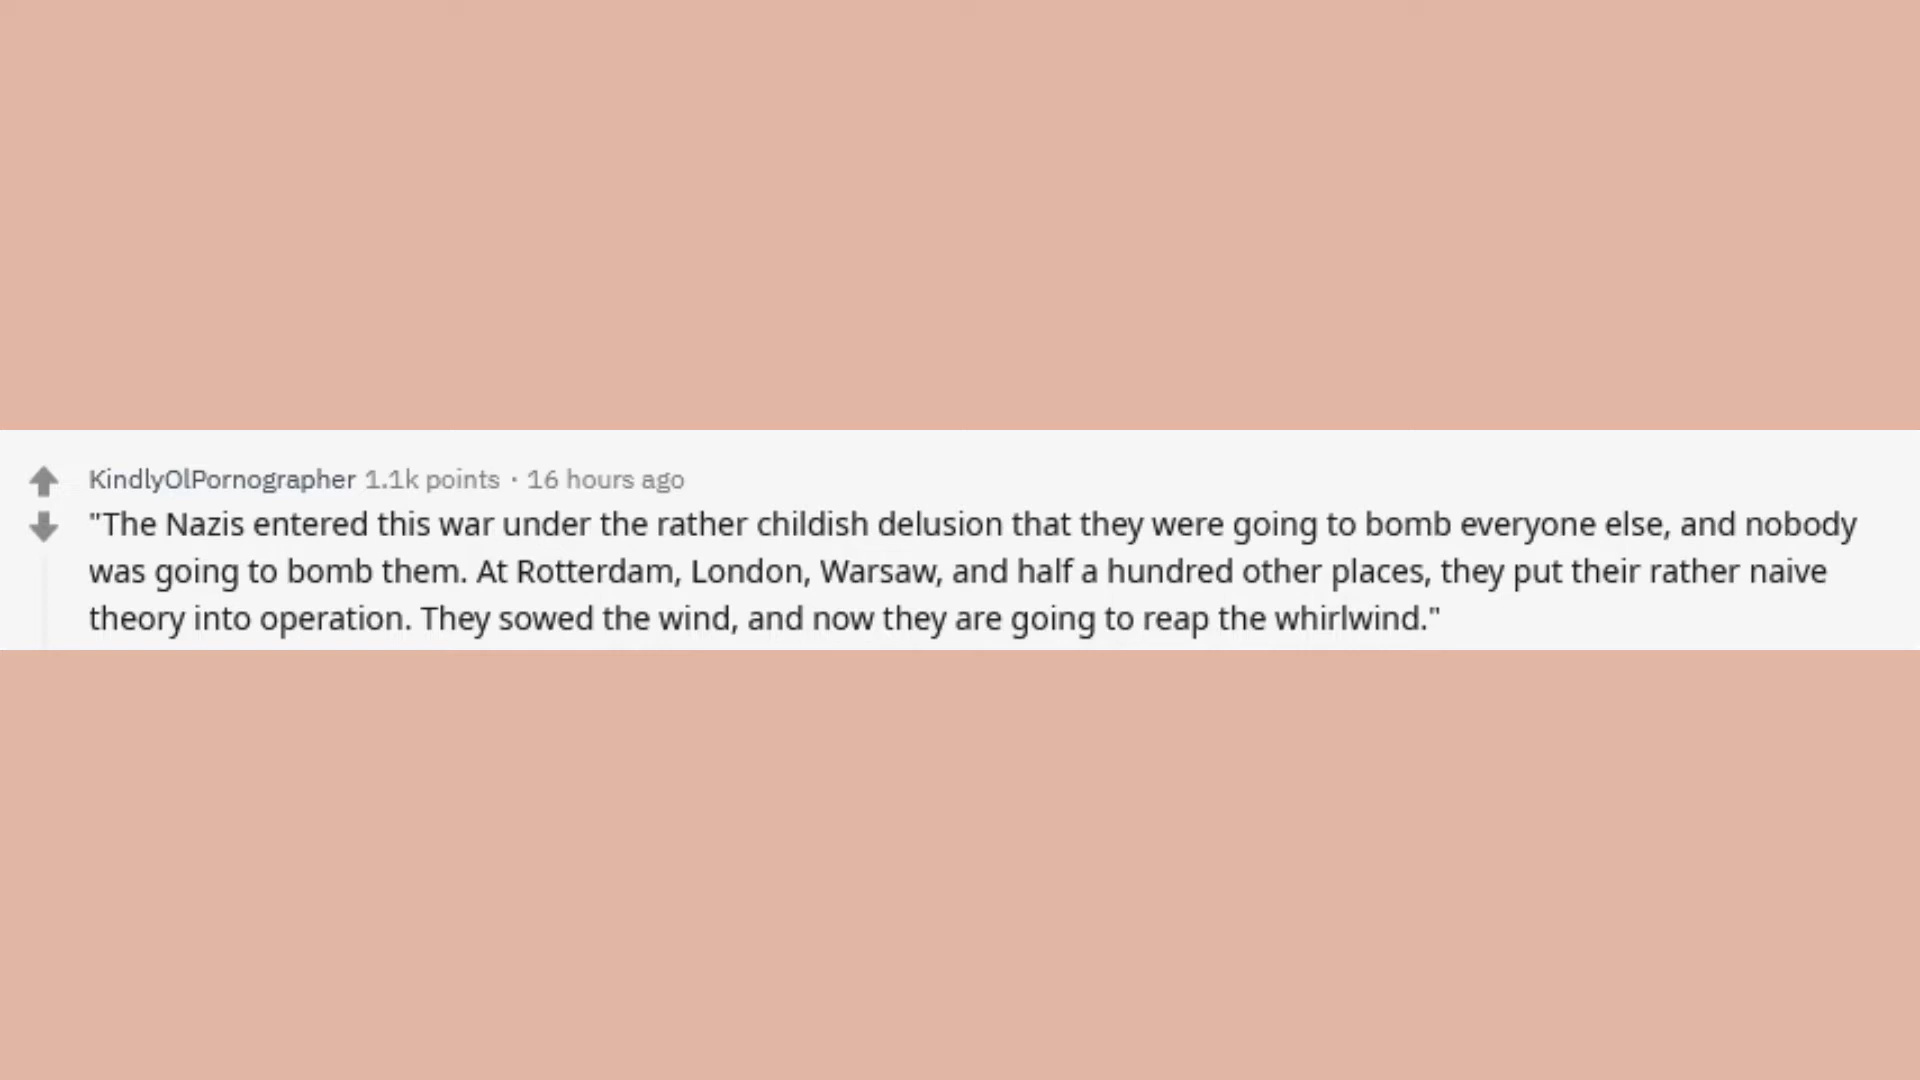 KindlyOlPornographer 1.1k points · 16 hours ago
"The Nazis entered this war under the rather childish delusion that they were going to bomb everyone else, and nobody
was going to bomb them. At Rotterdam, London, Warsaw, and half a hundred other places, they put their rather naive
theory into operation. They sowed the wind, and now they are going to reap the whirlwind."